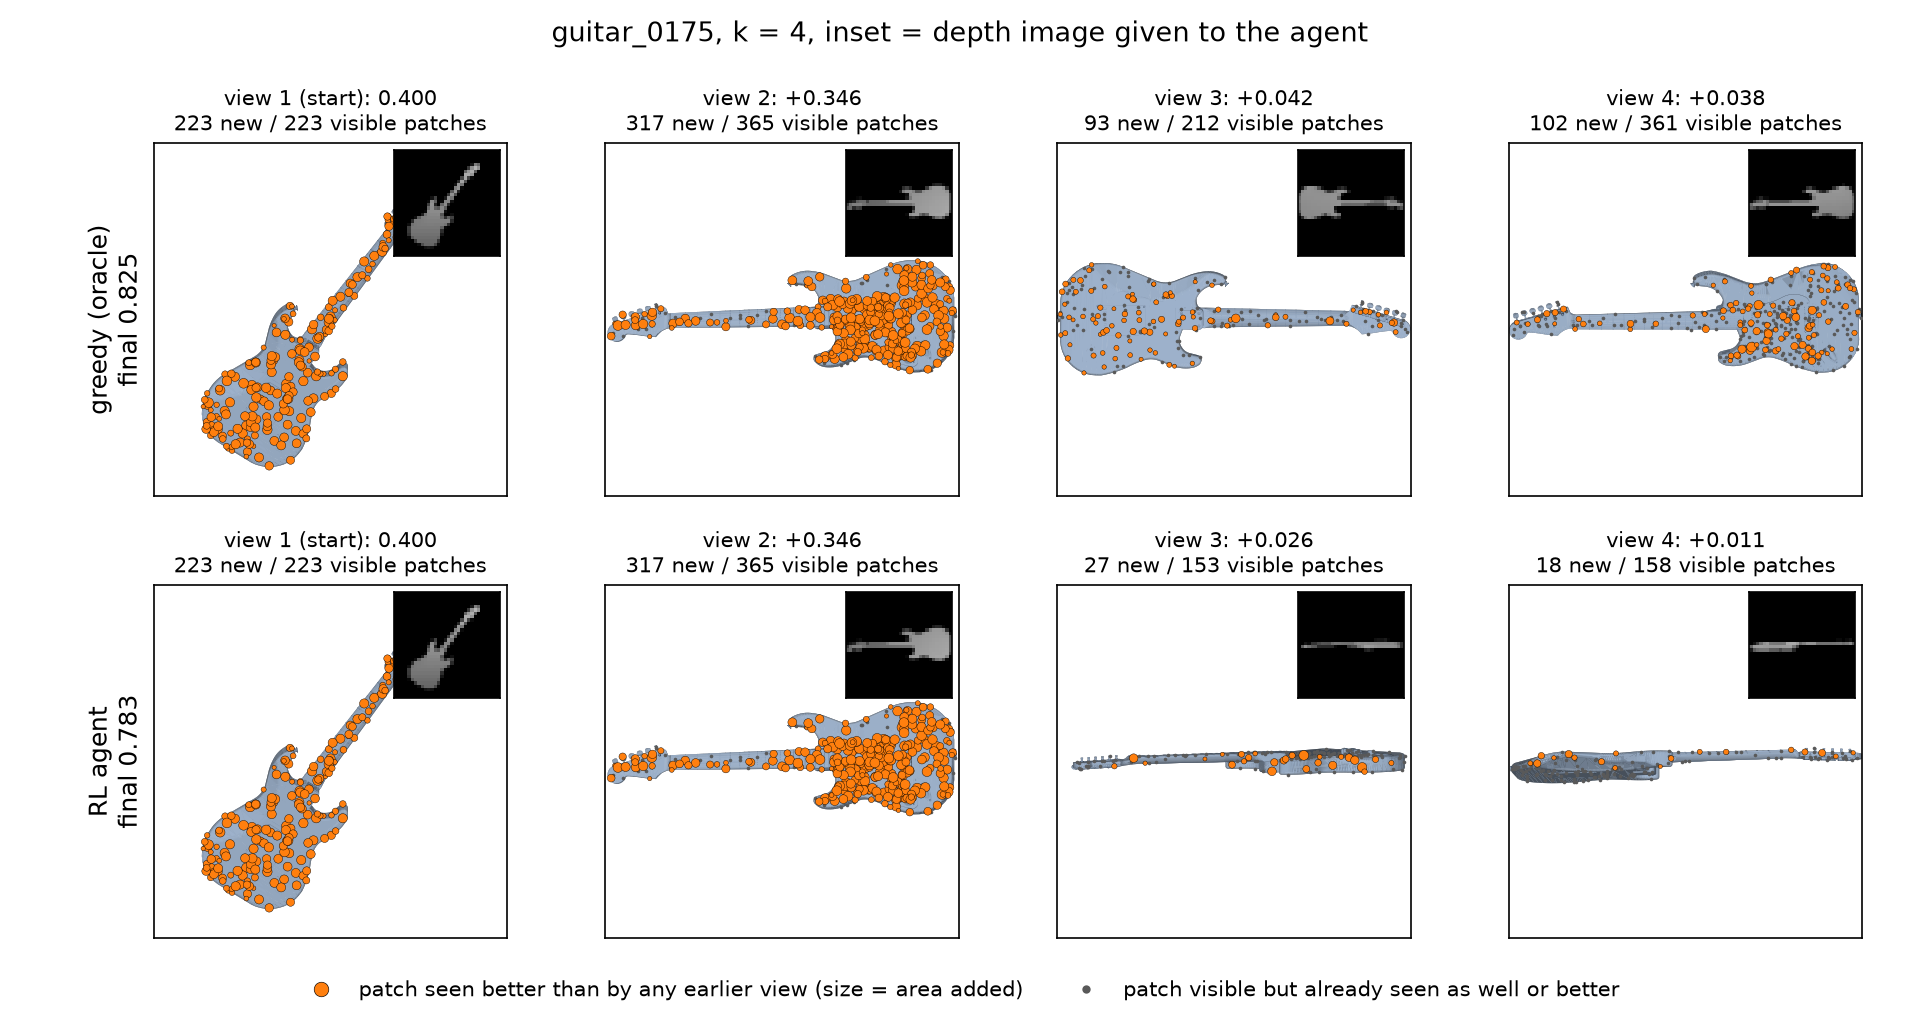 guitar_0175, k = 4, inset = depth image given to the agent
view 1 (start): 0.400
223 new / 223 visible patches
view 2: +0.346
317 new / 365 visible patches
view 3: +0.042
93 new / 212 visible patches
view 4: +0.038
102 new / 361 visible patches
greedy (oracle)
final 0.825
view 1 (start): 0.400
223 new / 223 visible patches
view 2: +0.346
317 new / 365 visible patches
view 3: +0.026
27 new / 153 visible patches
view 4: +0.011
18 new / 158 visible patches
RL agent
final 0.783
patch seen better than by any earlier view (size = area added)
patch visible but already seen as well or better